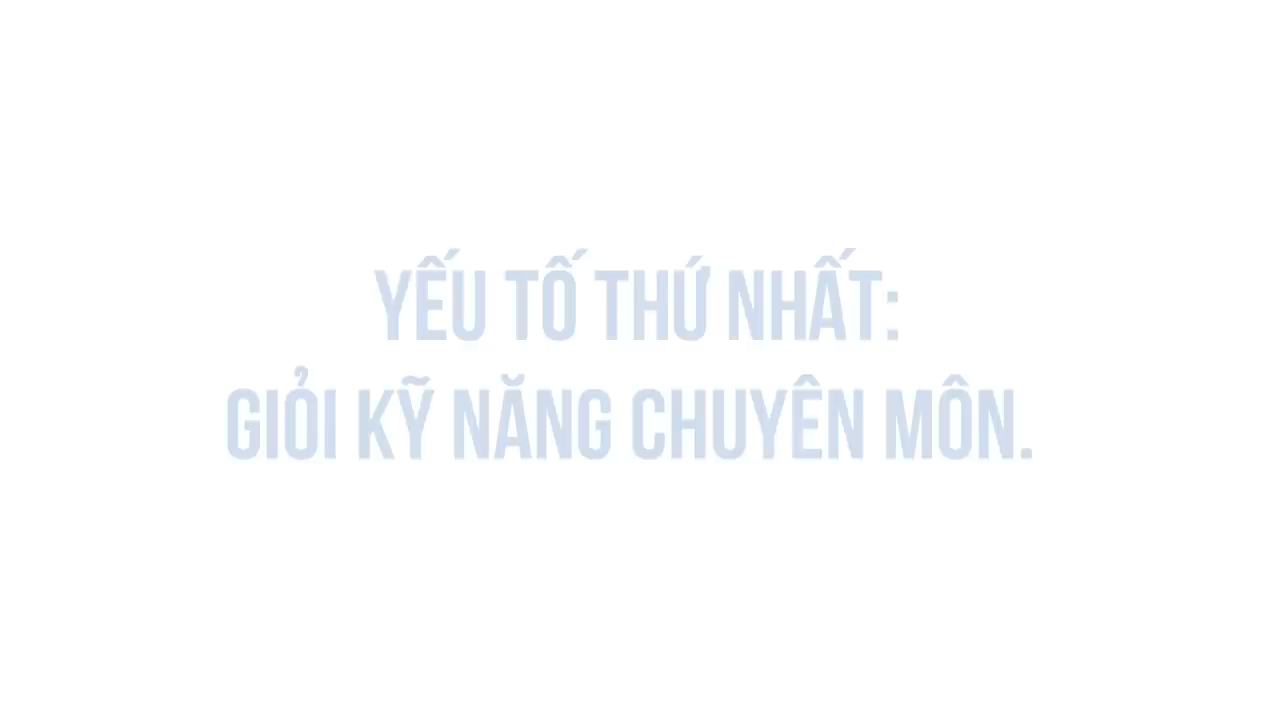 YẾU TỐ THỨ NHẤT:
GIỎI KỸ NĂNG CHUYÊN MÔN.